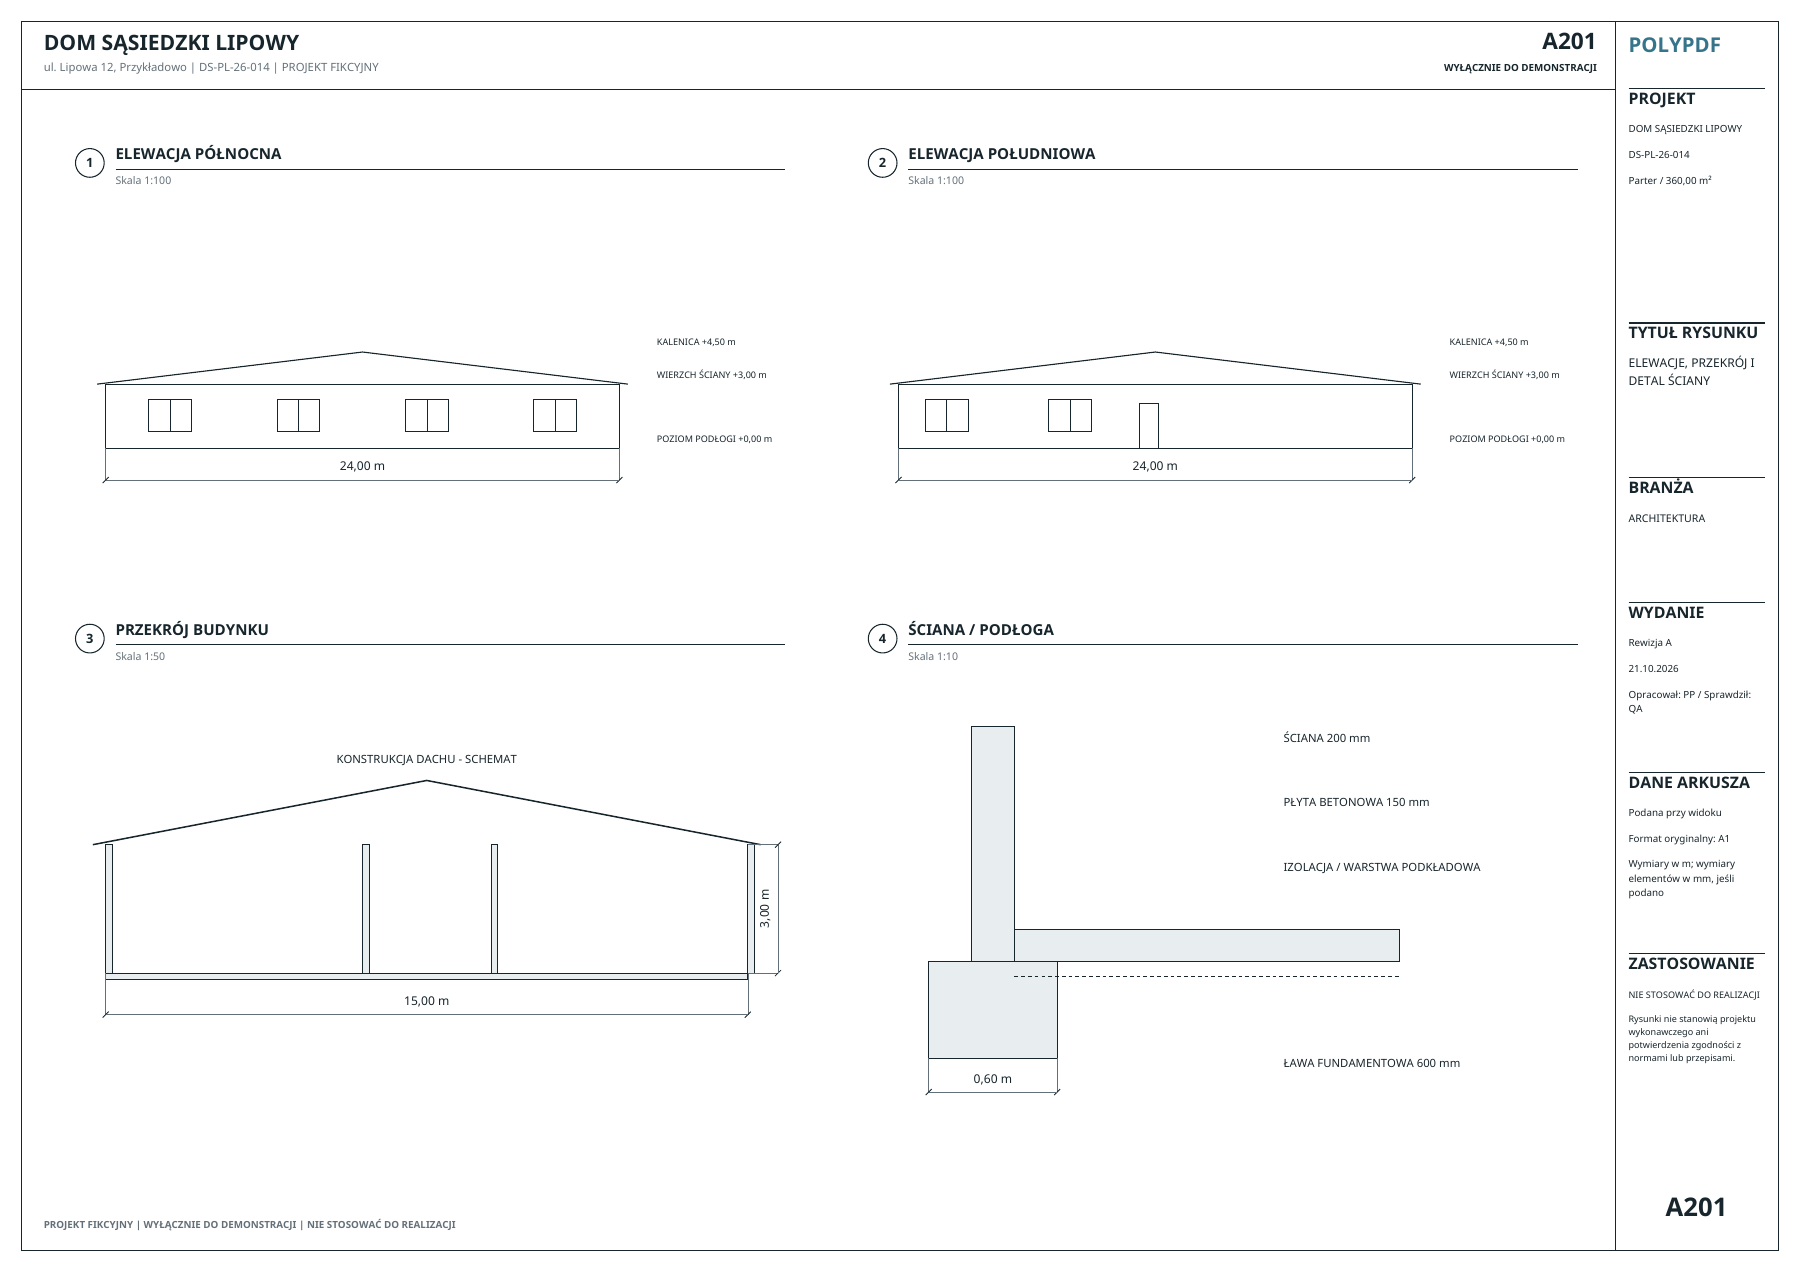 DOM SĄSIEDZKI LIPOWY
ul. Lipowa 12, Przykładowo | DS-PL-26-014 | PROJEKT FIKCYJNY
A201
WYŁĄCZNIE DO DEMONSTRACJI
1
ELEWACJA PÓŁNOCNA
Skala 1:100
KALENICA +4,50 m
WIERZCH ŚCIANY +3,00 m
POZIOM PODŁOGI +0,00 m
24,00 m
2
ELEWACJA POŁUDNIOWA
Skala 1:100
KALENICA +4,50 m
WIERZCH ŚCIANY +3,00 m
POZIOM PODŁOGI +0,00 m
24,00 m
3
PRZEKRÓJ BUDYNKU
Skala 1:50
KONSTRUKCJA DACHU - SCHEMAT
3,00 m
15,00 m
4
ŚCIANA / PODŁOGA
Skala 1:10
ŚCIANA 200 mm
PŁYTA BETONOWA 150 mm
IZOLACJA / WARSTWA PODKŁADOWA
ŁAWA FUNDAMENTOWA 600 mm
0,60 m
POLYPDF
PROJEKT
DOM SĄSIEDZKI LIPOWY
DS-PL-26-014
Parter / 360,00 m²
TYTUŁ RYSUNKU
ELEWACJE, PRZEKRÓJ I
DETAL ŚCIANY
BRANŻA
ARCHITEKTURA
WYDANIE
Rewizja A
21.10.2026
Opracował: PP / Sprawdził:
QA
DANE ARKUSZA
Podana przy widoku
Format oryginalny: A1
Wymiary w m; wymiary
elementów w mm, jeśli
podano
ZASTOSOWANIE
NIE STOSOWAĆ DO REALIZACJI
Rysunki nie stanowią projektu
wykonawczego ani
potwierdzenia zgodności z
normami lub przepisami.
A201
PROJEKT FIKCYJNY | WYŁĄCZNIE DO DEMONSTRACJI | NIE STOSOWAĆ DO REALIZACJI